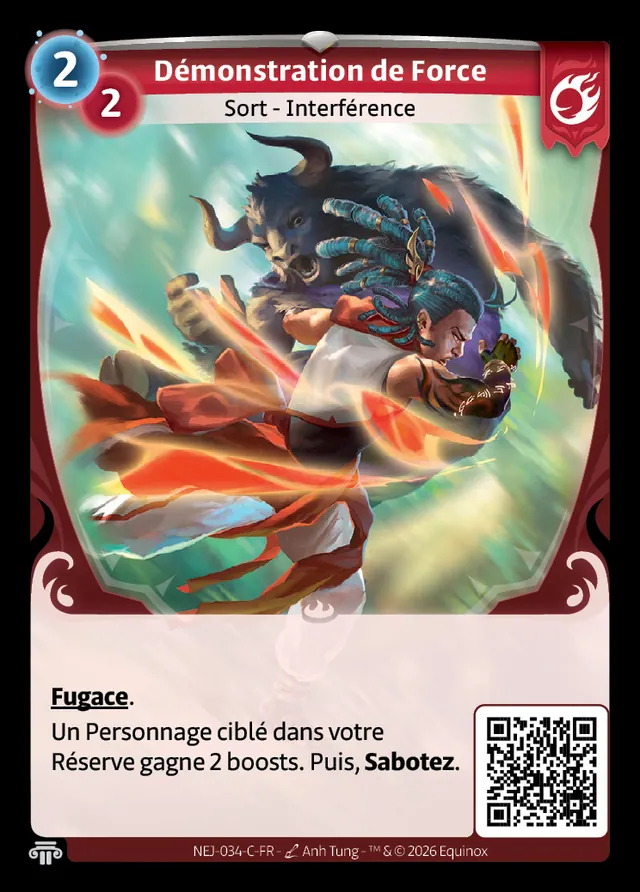 2
Démonstration de Force
2
Sort - Interférence
Fugace.
Un Personnage ciblé dans votre
Réserve gagne 2 boosts. Puis, Sabotez.
NEJ-034-C-FR - Anh Tung - ™ & © 2026 Equinox